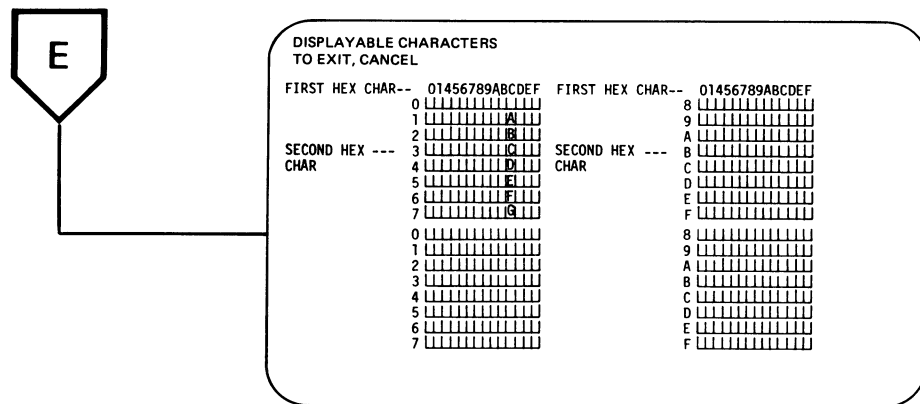 E
DISPLAYABLE CHARACTERS
TO EXIT, CANCEL
FIRST HEX CHAR-- 01456789ABCDEF FIRST HEX CHAR-- 01456789ABCDEF
0 8
1 A 9
2 B A
SECOND HEX --- 3 C SECOND HEX --- B
CHAR 4 D CHAR C
5 E D
6 F E
7 G F
0 8
1 9
2 A
3 B
4 C
5 D
6 E
7 F